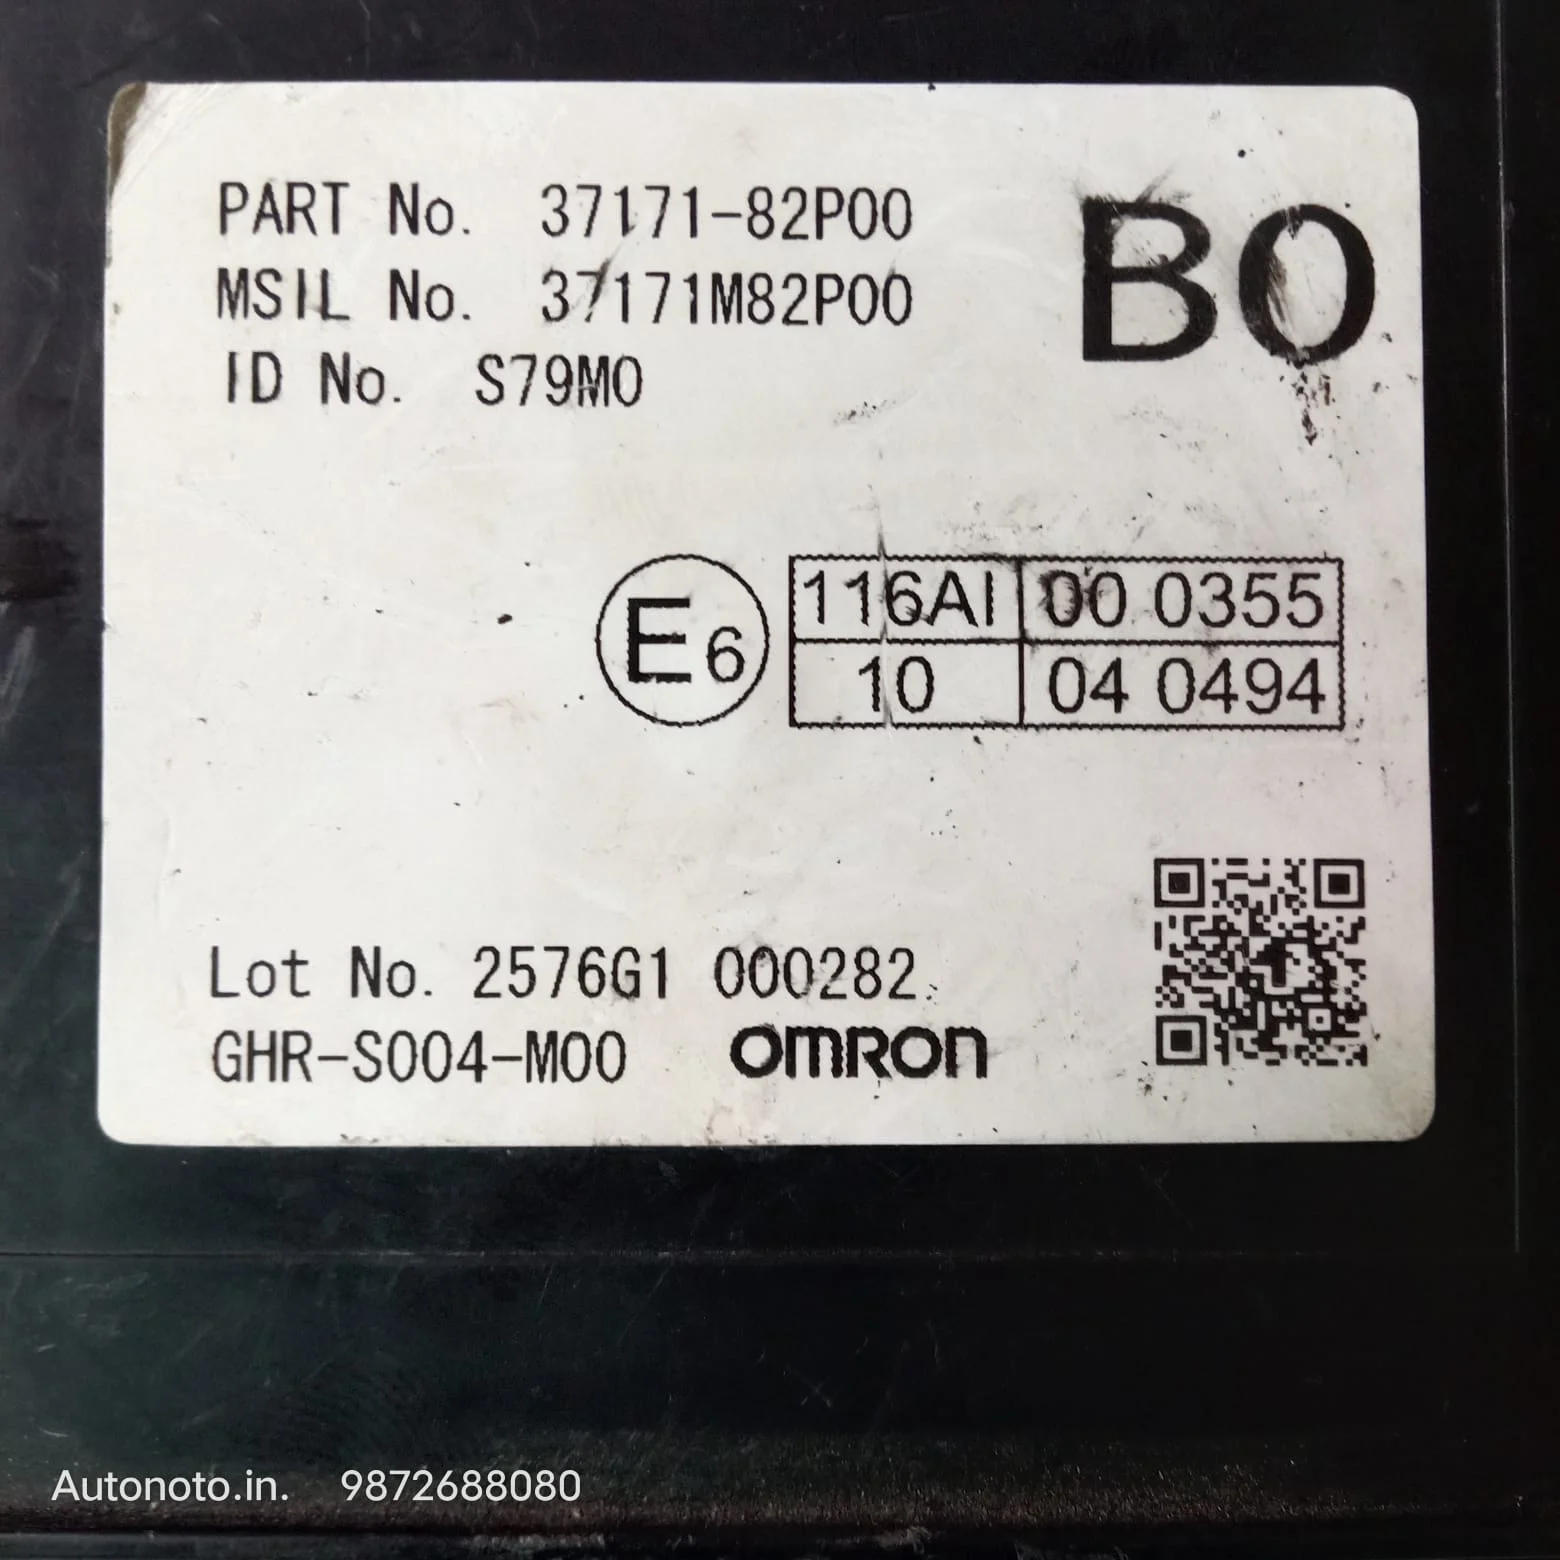 PART No. 37171-82P00
MSIL No. 37171M82P00
ID No. S79M0
B0
E6
116AI 00 0355
10 04 0494
Lot No. 2576G1 000282
GHR-S004-M00 OMRON
Autonoto.in. 9872688080